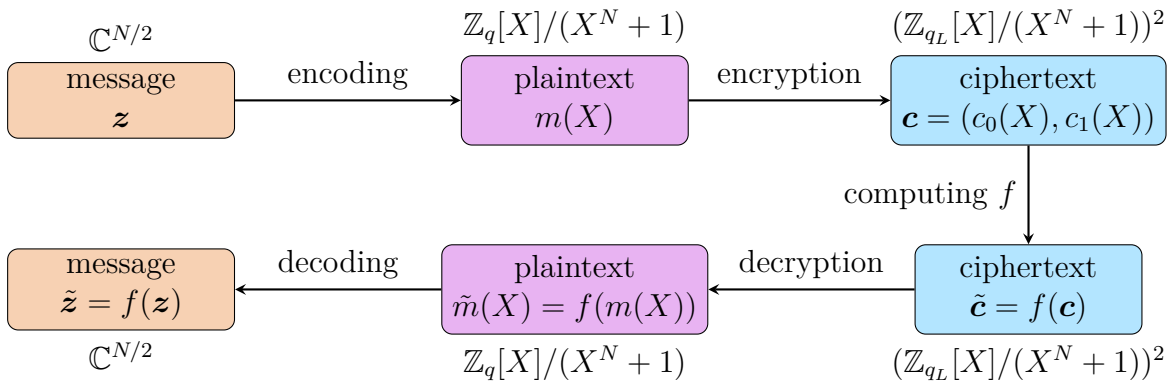 ℂ^{N/2}
ℤ_q[X]/(X^N + 1)
(ℤ_{q_L}[X]/(X^N + 1))^2
message
z
encoding
plaintext
m(X)
encryption
ciphertext
c = (c_0(X), c_1(X))
computing f
message
z̃ = f(z)
decoding
plaintext
m̃(X) = f(m(X))
decryption
ciphertext
c̃ = f(c)
ℂ^{N/2}
ℤ_q[X]/(X^N + 1)
(ℤ_{q_L}[X]/(X^N + 1))^2